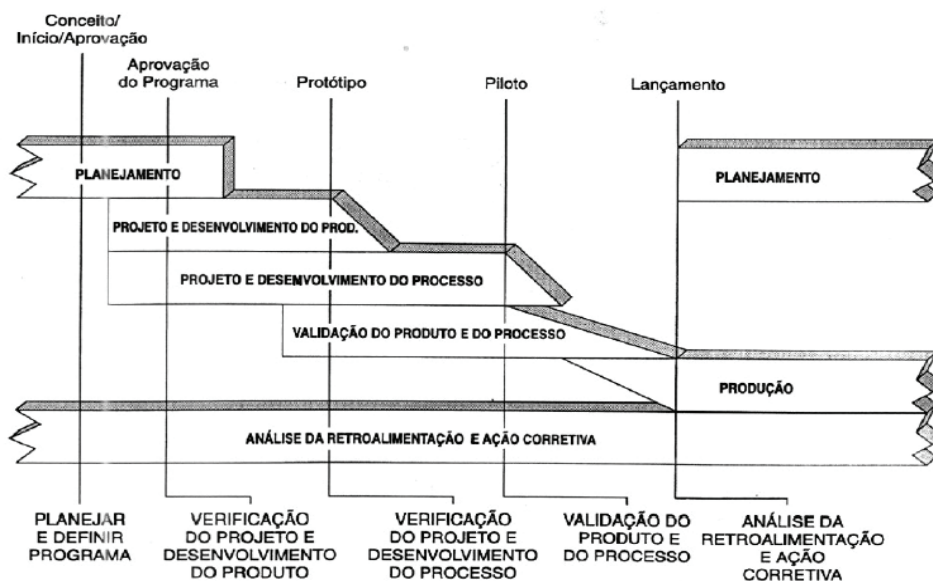 Conceito/
Início/Aprovação
Aprovação
do Programa
Protótipo
Piloto
Lançamento
PLANEJAMENTO
PLANEJAMENTO
PROJETO E DESENVOLVIMENTO DO PROD.
PROJETO E DESENVOLVIMENTO DO PROCESSO
VALIDAÇÃO DO PRODUTO E DO PROCESSO
PRODUÇÃO
ANÁLISE DA RETROALIMENTAÇÃO E AÇÃO CORRETIVA
PLANEJAR
E DEFINIR
PROGRAMA
VERIFICAÇÃO
DO PROJETO E
DESENVOLVIMENTO
DO PRODUTO
VERIFICAÇÃO
DO PROJETO E
DESENVOLVIMENTO
DO PROCESSO
VALIDAÇÃO DO
PRODUTO E
DO PROCESSO
ANÁLISE DA
RETROALIMENTAÇÃO
E AÇÃO
CORRETIVA